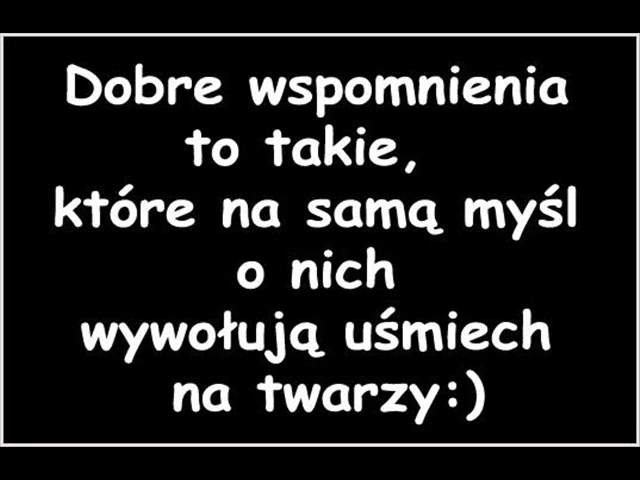 Dobre wspomnienia
to takie,
które na samą myśl
o nich
wywołują uśmiech
na twarzy:)